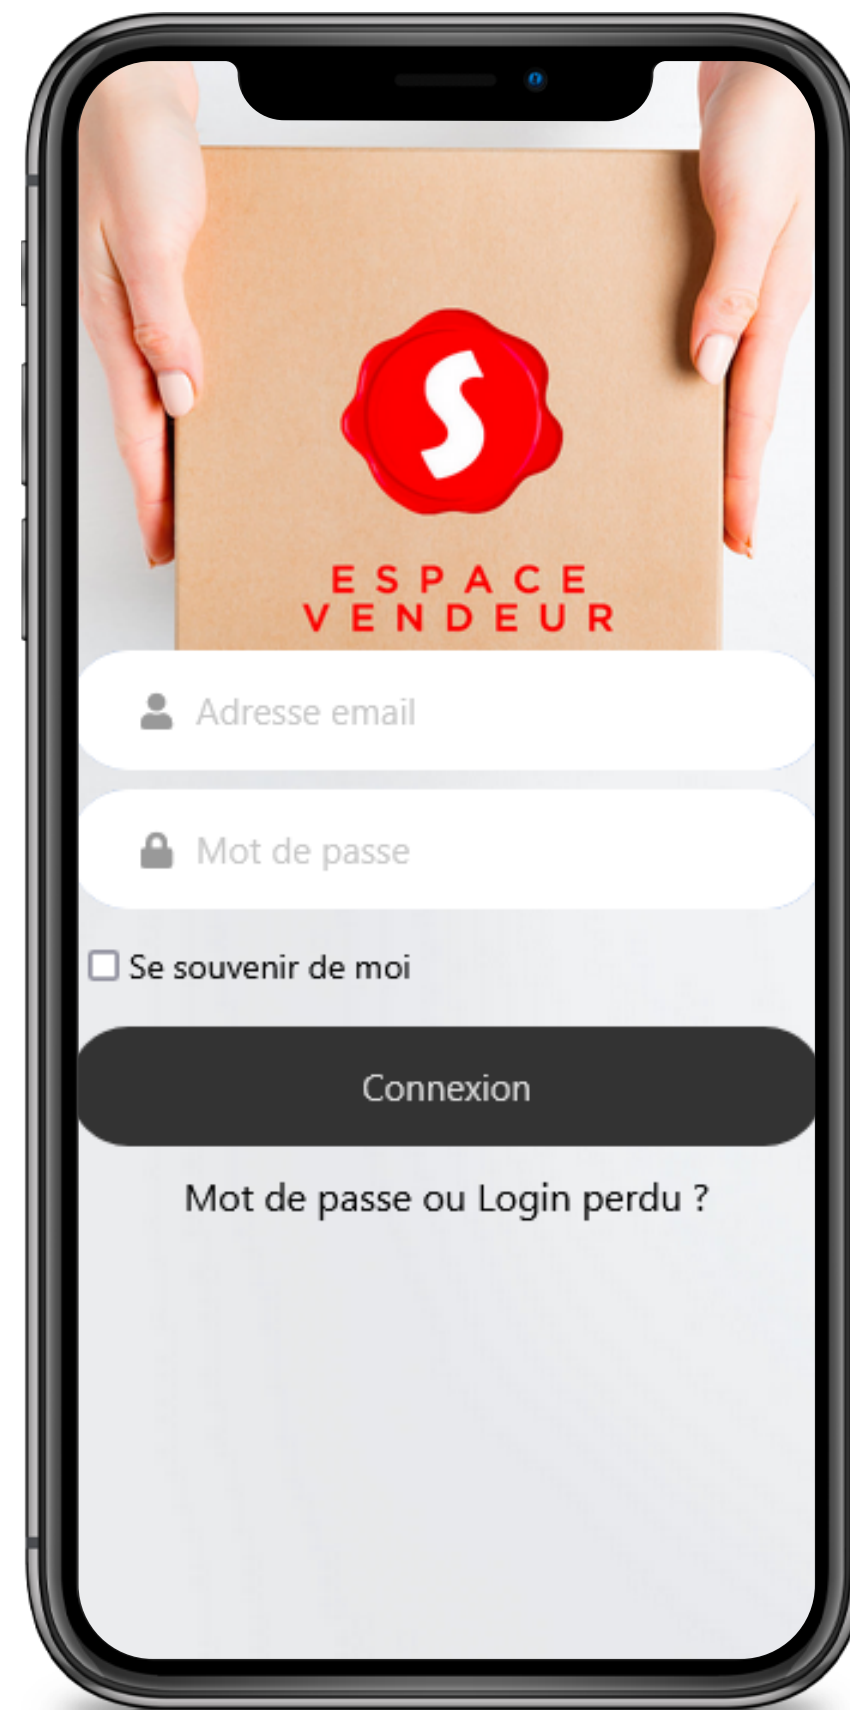 S
ESPACE
VENDEUR
Adresse email
Mot de passe
Se souvenir de moi
Connexion
Mot de passe ou Login perdu ?